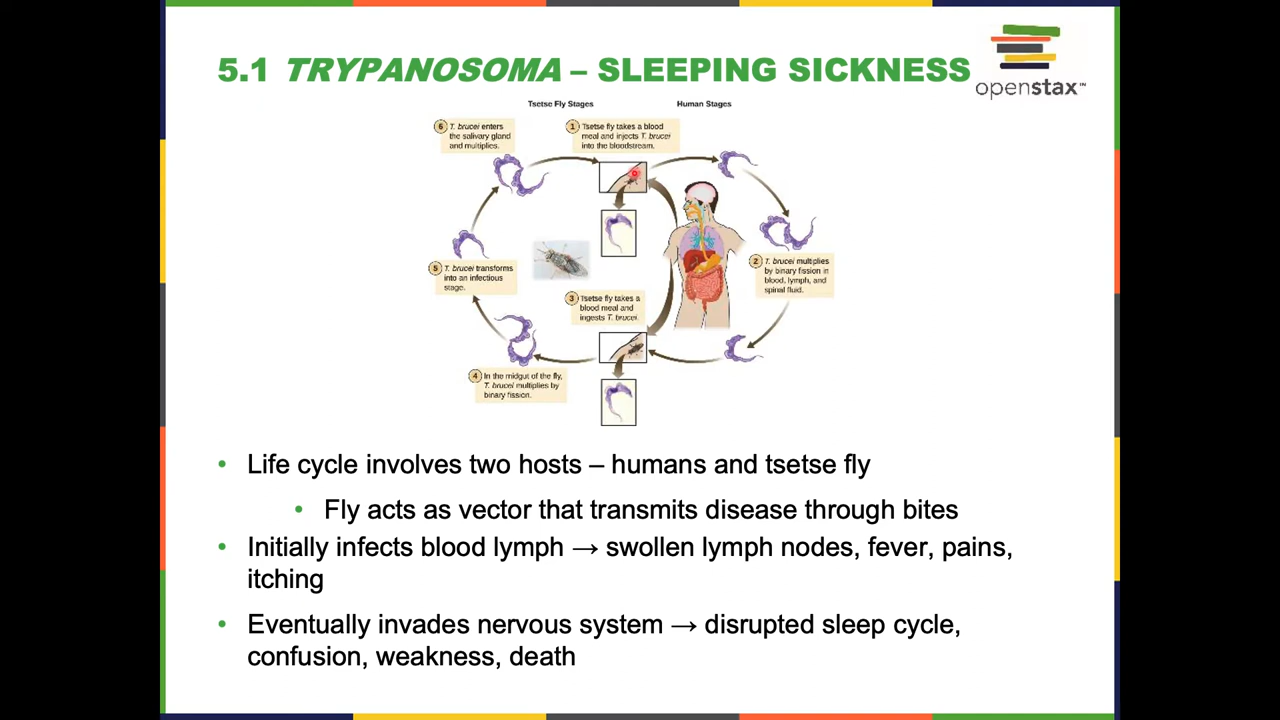 5.1 TRYPANOSOMA – SLEEPING SICKNESS
openstax™
Tsetse Fly Stages
Human Stages
6 T. brucei enters
the salivary gland
and multiplies.
1 Tsetse fly takes a blood
meal and injects T. brucei
into the bloodstream.
2 T. brucei multiplies
by binary fission in
blood, lymph, and
spinal fluid.
5 T. brucei transforms
into an infectious
stage.
3 Tsetse fly takes a
blood meal and
ingests T. brucei.
4 In the midgut of the fly,
T. brucei multiplies by
binary fission.
• Life cycle involves two hosts – humans and tsetse fly
• Fly acts as vector that transmits disease through bites
• Initially infects blood lymph → swollen lymph nodes, fever, pains,
itching
• Eventually invades nervous system → disrupted sleep cycle,
confusion, weakness, death